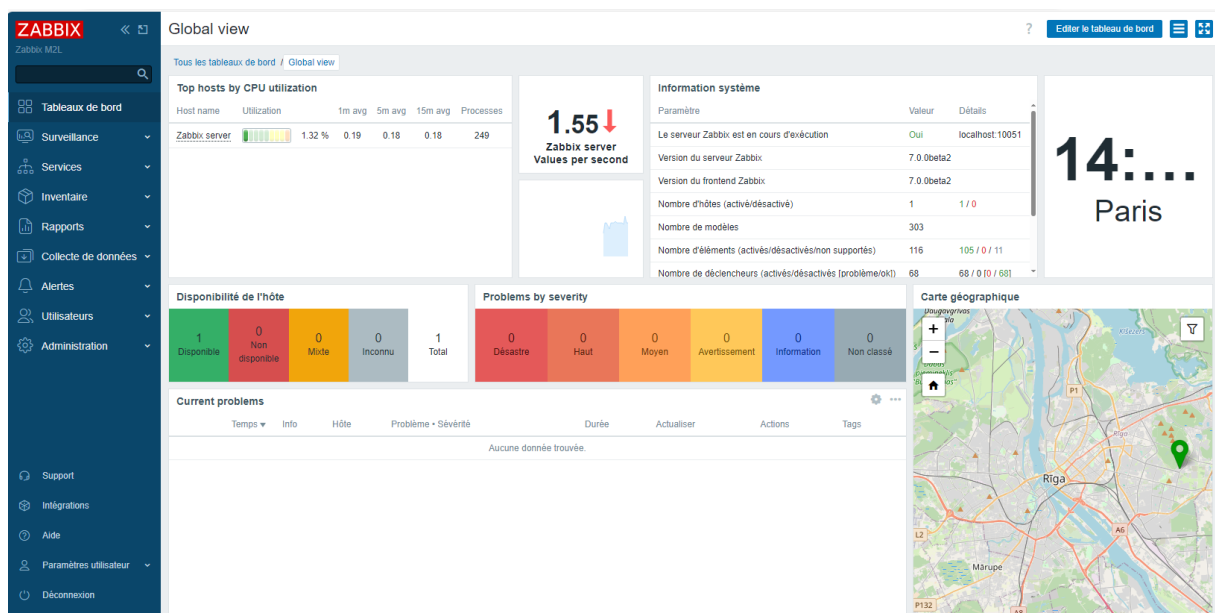 ZABBIX
Zabbix M2L
Tableaux de bord
Surveillance
Services
Inventaire
Rapports
Collecte de données
Alertes
Utilisateurs
Administration
Support
Intégrations
Aide
Paramètres utilisateur
Déconnexion
Global view
? Editer le tableau de bord
Tous les tableaux de bord / Global view
Top hosts by CPU utilization
Host name Utilization 1m avg 5m avg 15m avg Processes
Zabbix server 1.32 % 0.19 0.18 0.18 249
1.55
Zabbix server
Values per second
Information système
Paramètre Valeur Détails
Le serveur Zabbix est en cours d'exécution Oui localhost:10051
Version du serveur Zabbix 7.0.0beta2
Version du frontend Zabbix 7.0.0beta2
Nombre d'hôtes (activé/désactivé) 1 1 / 0
Nombre de modèles 303
Nombre d'éléments (activés/désactivés/non supportés) 116 105 / 0 / 11
Nombre de déclencheurs (activés/désactivés [problème/ok]) 68 68 / 0 [0 / 68]
14:...
Paris
Disponibilité de l'hôte
1 Disponible
0 Non disponible
0 Mixte
0 Inconnu
1 Total
Problems by severity
0 Désastre
0 Haut
0 Moyen
0 Avertissement
0 Information
0 Non classé
Current problems
Temps Info Hôte Problème • Sévérité Durée Actualiser Actions Tags
Aucune donnée trouvée.
Carte géographique
+
−
P1
Rīga
Rīga
A6
L2
Mārupe
P132
A8